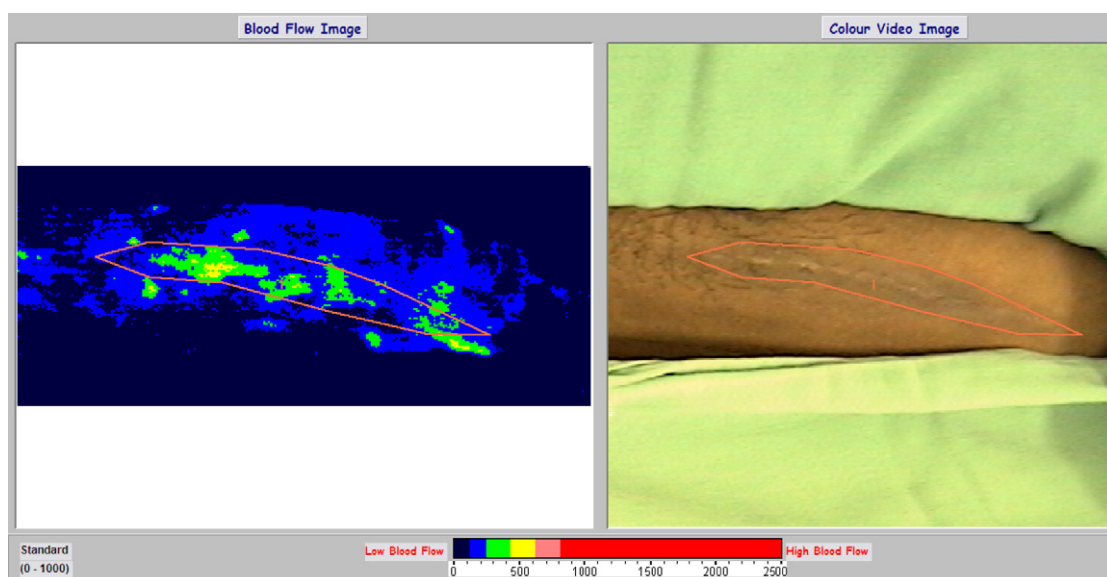 Blood Flow Image
Colour Video Image
Standard
(0 - 1000)
Low Blood Flow
High Blood Flow
0
500
1000
1500
2000
2500
1